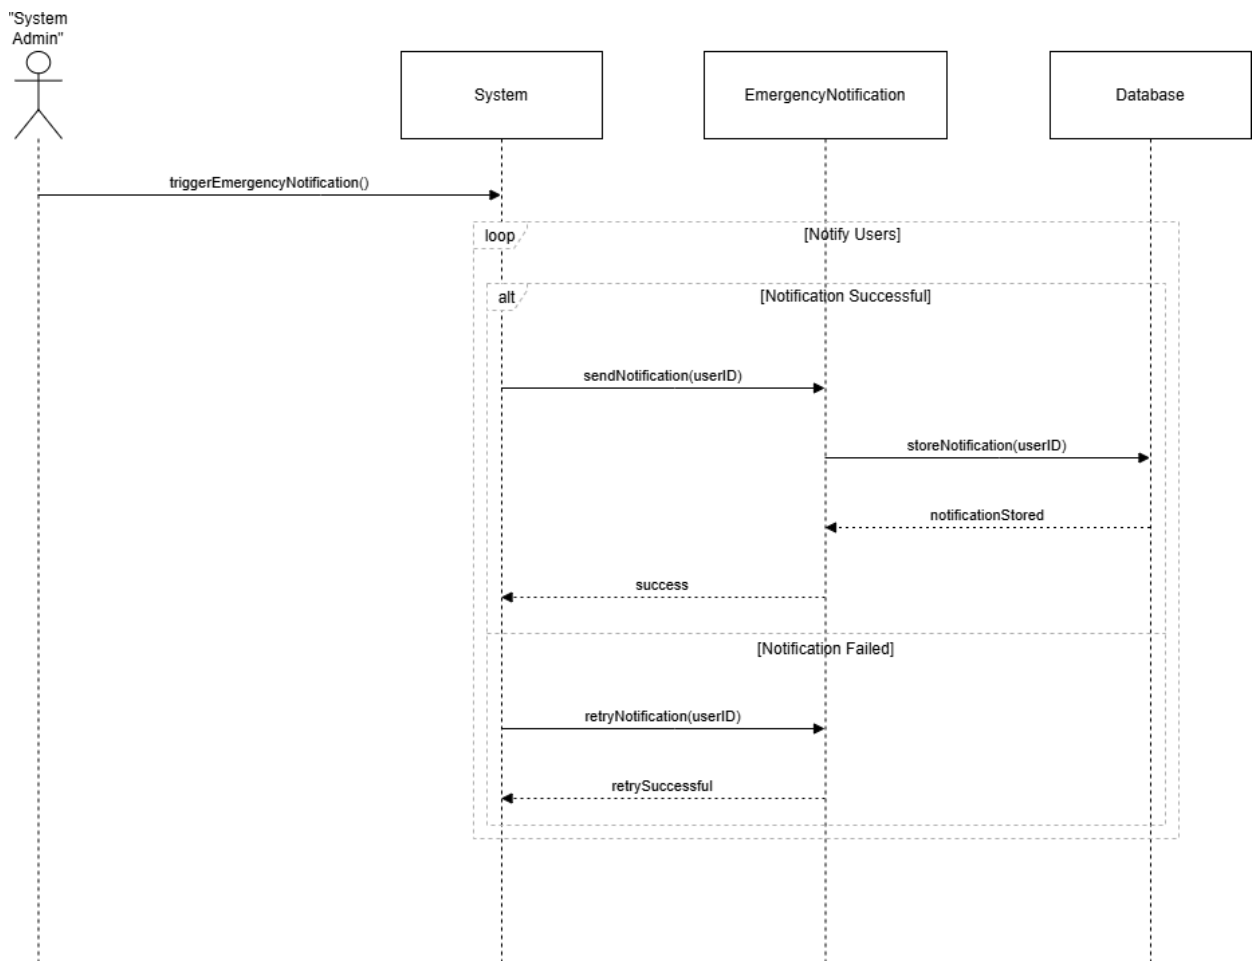 "System
Admin"
System
EmergencyNotification
Database
triggerEmergencyNotification()
loop
[Notify Users]
alt
[Notification Successful]
sendNotification(userID)
storeNotification(userID)
notificationStored
success
[Notification Failed]
retryNotification(userID)
retrySuccessful